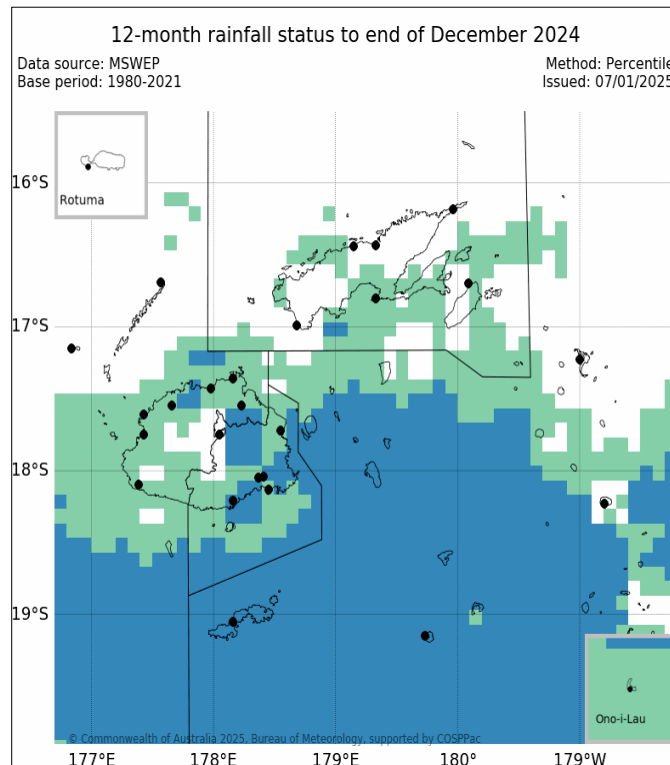 12-month rainfall status to end of December 2024
Data source: MSWEP
Method: Percentile
Base period: 1980-2021
Issued: 07/01/2025
Rotuma
16°S
17°S
18°S
19°S
Ono-i-Lau
© Commonwealth of Australia 2025, Bureau of Meteorology, supported by COSPPac
177°E
178°E
179°E
180°
179°W